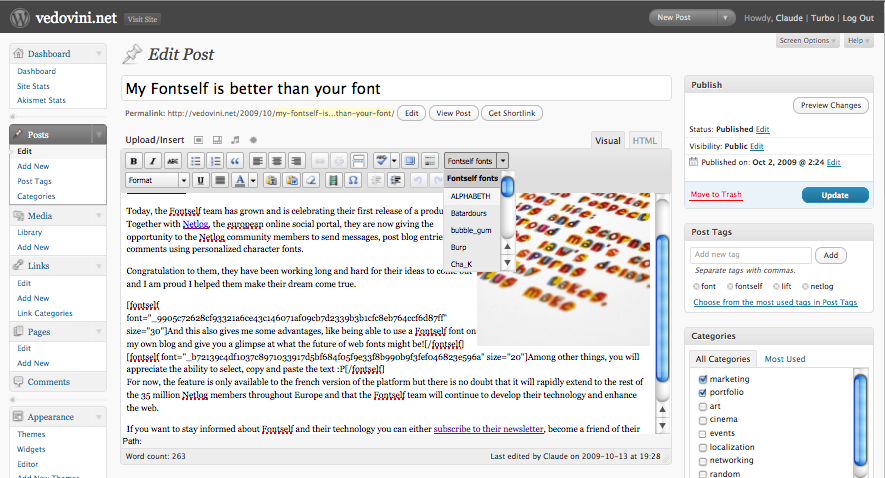 vedovini.net Visit Site
New Post Howdy, Claude | Turbo | Log Out
Screen Options Help
Dashboard
Dashboard
Site Stats
Akismet Stats
Posts
Edit
Add New
Post Tags
Categories
Media
Library
Add New
Links
Edit
Add New
Link Categories
Pages
Edit
Add New
Comments
Appearance
Themes
Widgets
Editor
Add New Themes
Edit Post
My Fontself is better than your font
Permalink: http://vedovini.net/2009/10/my-fontself-is...than-your-font/ Edit View Post Get Shortlink
Upload/Insert
Visual HTML
B I ABC Fontself fonts
Format U A
Fontself fonts
ALPHABETH
Batardours
bubble_gum
Burp
Cha_K
Today, the Fontself team has grown and is celebrating their first release of a produ
Together with Netlog, the european online social portal, they are now giving the
opportunity to the Netlog community members to send messages, post blog entries
comments using personalized character fonts.
Congratulation to them, they have been working long and hard for their ideas to come out
and I am proud I helped them make their dream come true.
[fontself
font="_9905c72628cf93321a6ce43c146071af09cb7d2339b3b1cfc8eb764ccf6d87ff"
size="30"]And this also gives me some advantages, like being able to use a Fontself font on
my own blog and give you a glimpse at what the future of web fonts might be![/fontself]
[fontself font="_b72139c4df1037c8971033917d5bf684f05f9e33f8b990b9f3fef046823e596a" size="20"]Among other things, you will
appreciate the ability to select, copy and paste the text :P[/fontself]
For now, the feature is only available to the french version of the platform but there is no doubt that it will rapidly extend to the rest of
the 35 million Netlog members throughout Europe and that the Fontself team will continue to develop their technology and enhance
the web.
If you want to stay informed about Fontself and their technology you can either subscribe to their newsletter, become a friend of their
Path:
Word count: 263 Last edited by Claude on 2009-10-13 at 19:28
Publish
Preview Changes
Status: Published Edit
Visibility: Public Edit
Published on: Oct 2, 2009 @ 2:24 Edit
Move to Trash Update
Post Tags
Add new tag Add
Separate tags with commas.
font fontself lift netlog
Choose from the most used tags in Post Tags
Categories
All Categories Most Used
marketing
portfolio
art
cinema
events
localization
networking
random